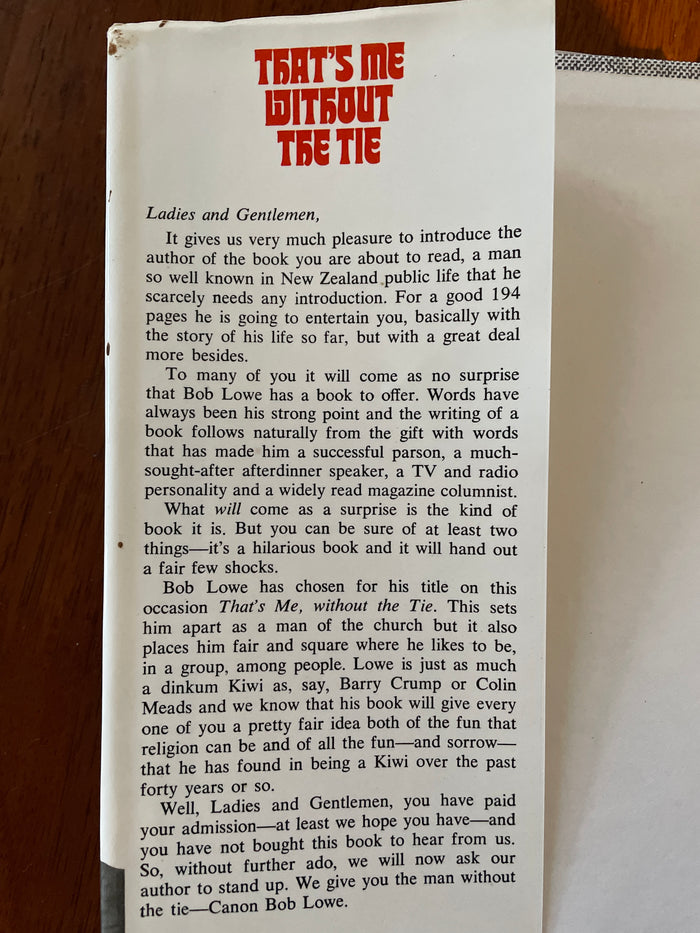 THAT'S ME
WITHOUT
THE TIE
Ladies and Gentlemen,
It gives us very much pleasure to introduce the
author of the book you are about to read, a man
so well known in New Zealand public life that he
scarcely needs any introduction. For a good 194
pages he is going to entertain you, basically with
the story of his life so far, but with a great deal
more besides.
To many of you it will come as no surprise
that Bob Lowe has a book to offer. Words have
always been his strong point and the writing of a
book follows naturally from the gift with words
that has made him a successful parson, a much-
sought-after afterdinner speaker, a TV and radio
personality and a widely read magazine columnist.
What will come as a surprise is the kind of
book it is. But you can be sure of at least two
things—it's a hilarious book and it will hand out
a fair few shocks.
Bob Lowe has chosen for his title on this
occasion That's Me, without the Tie. This sets
him apart as a man of the church but it also
places him fair and square where he likes to be,
in a group, among people. Lowe is just as much
a dinkum Kiwi as, say, Barry Crump or Colin
Meads and we know that his book will give every
one of you a pretty fair idea both of the fun that
religion can be and of all the fun—and sorrow—
that he has found in being a Kiwi over the past
forty years or so.
Well, Ladies and Gentlemen, you have paid
your admission—at least we hope you have—and
you have not bought this book to hear from us.
So, without further ado, we will now ask our
author to stand up. We give you the man without
the tie—Canon Bob Lowe.